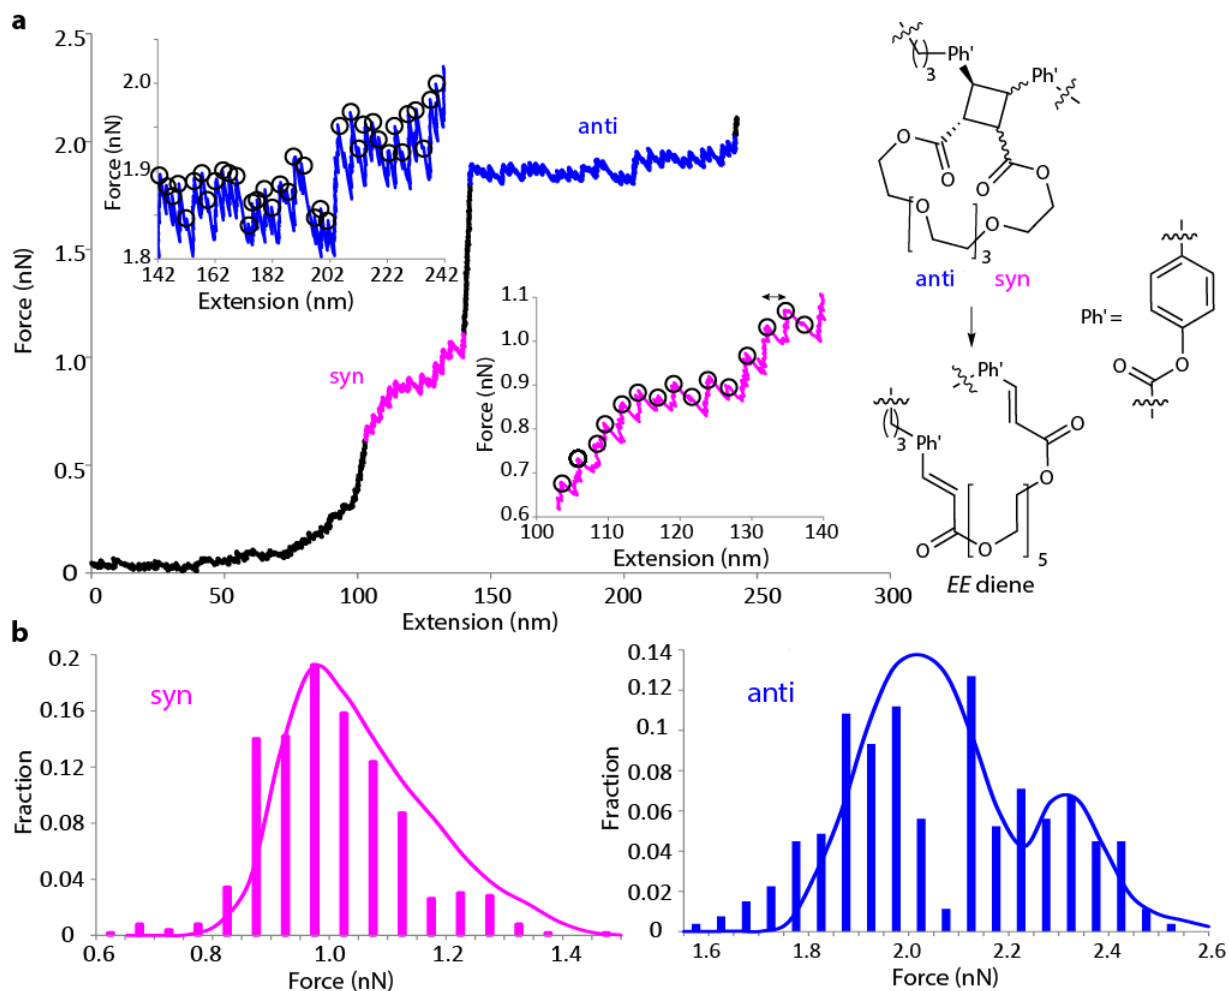 a
2.5
2.0
1.5
1.0
0.5
0
Force (nN)
0
50
100
150
200
250
300
Extension (nm)
syn
anti
2.0
1.9
1.8
Force (nN)
142
162
182
202
222
242
Extension (nm)
1.1
1.0
0.9
0.8
0.7
0.6
Force (nN)
100
110
120
130
140
Extension (nm)
3
Ph'
Ph'
O
O
O
O
O
O
O
3
anti syn
Ph' =
O
O
Ph'
3
Ph'
O
O
O
O
5
EE diene
b
0.2
0.16
0.12
0.08
0.04
0
Fraction
syn
0.6
0.8
1.0
1.2
1.4
Force (nN)
0.14
0.12
0.1
0.08
0.06
0.04
0.02
0
Fraction
anti
1.6
1.8
2.0
2.2
2.4
2.6
Force (nN)